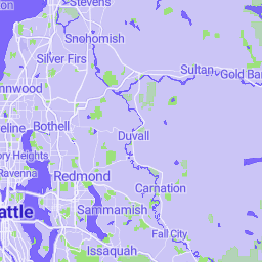 Stevens
on
Snohomish
Silver Firs
Sultan
Gold Ba
nnwood
eline
Bothell
Duvall
ory Heights
Ravenna
Redmond
Carnation
attle
Sammamish
Fall City
Issaquah